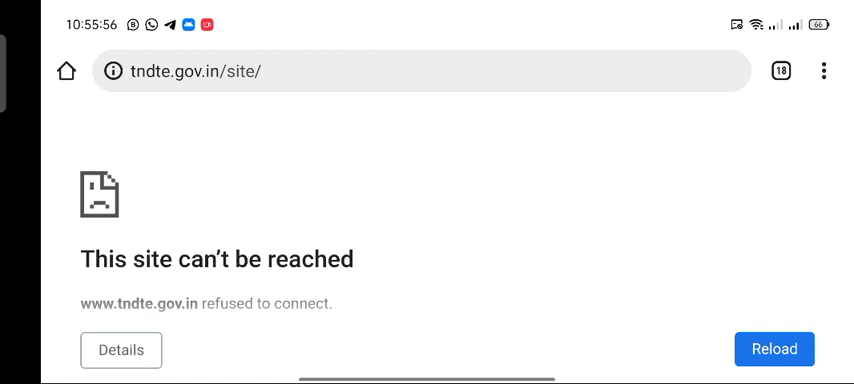 10:55:56
66
tndte.gov.in/site/
18
This site can't be reached
www.tndte.gov.in refused to connect.
Details
Reload